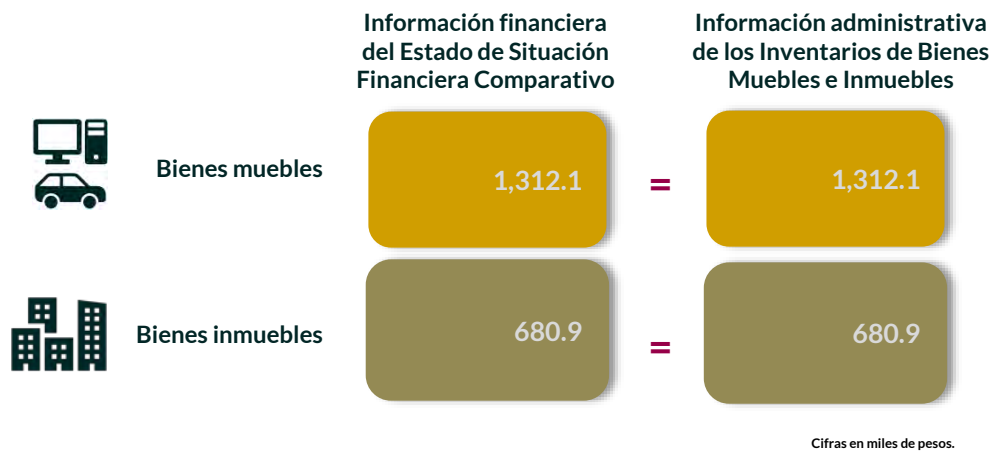 Información financiera
del Estado de Situación
Financiera Comparativo
Información administrativa
de los Inventarios de Bienes
Muebles e Inmuebles
Bienes muebles
1,312.1
=
1,312.1
Bienes inmuebles
680.9
=
680.9
Cifras en miles de pesos.